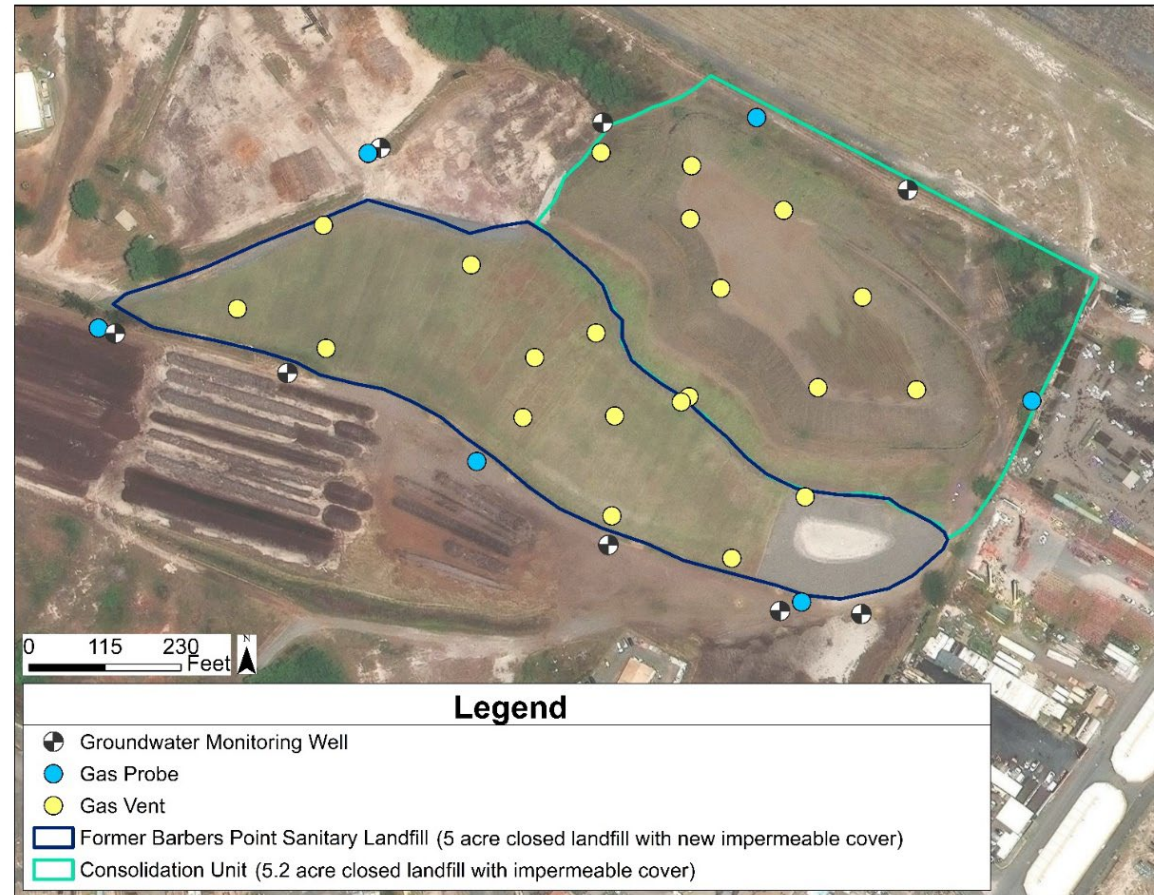 0 115 230
Feet
N
Legend
Groundwater Monitoring Well
Gas Probe
Gas Vent
Former Barbers Point Sanitary Landfill (5 acre closed landfill with new impermeable cover)
Consolidation Unit (5.2 acre closed landfill with impermeable cover)